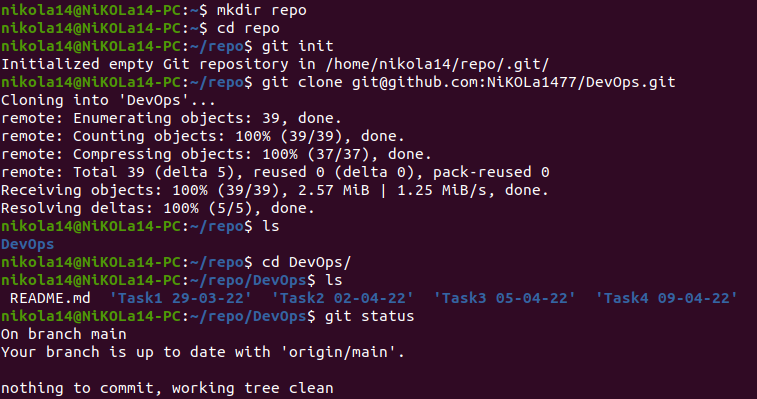 nikola14@NiKOLa14-PC:~$ mkdir repo
nikola14@NiKOLa14-PC:~$ cd repo
nikola14@NiKOLa14-PC:~/repo$ git init
Initialized empty Git repository in /home/nikola14/repo/.git/
nikola14@NiKOLa14-PC:~/repo$ git clone git@github.com:NiKOLa1477/DevOps.git
Cloning into 'DevOps'...
remote: Enumerating objects: 39, done.
remote: Counting objects: 100% (39/39), done.
remote: Compressing objects: 100% (37/37), done.
remote: Total 39 (delta 5), reused 0 (delta 0), pack-reused 0
Receiving objects: 100% (39/39), 2.57 MiB | 1.25 MiB/s, done.
Resolving deltas: 100% (5/5), done.
nikola14@NiKOLa14-PC:~/repo$ ls
DevOps
nikola14@NiKOLa14-PC:~/repo$ cd DevOps/
nikola14@NiKOLa14-PC:~/repo/DevOps$ ls
 README.md  'Task1 29-03-22'  'Task2 02-04-22'  'Task3 05-04-22'  'Task4 09-04-22'
nikola14@NiKOLa14-PC:~/repo/DevOps$ git status
On branch main
Your branch is up to date with 'origin/main'.

nothing to commit, working tree clean